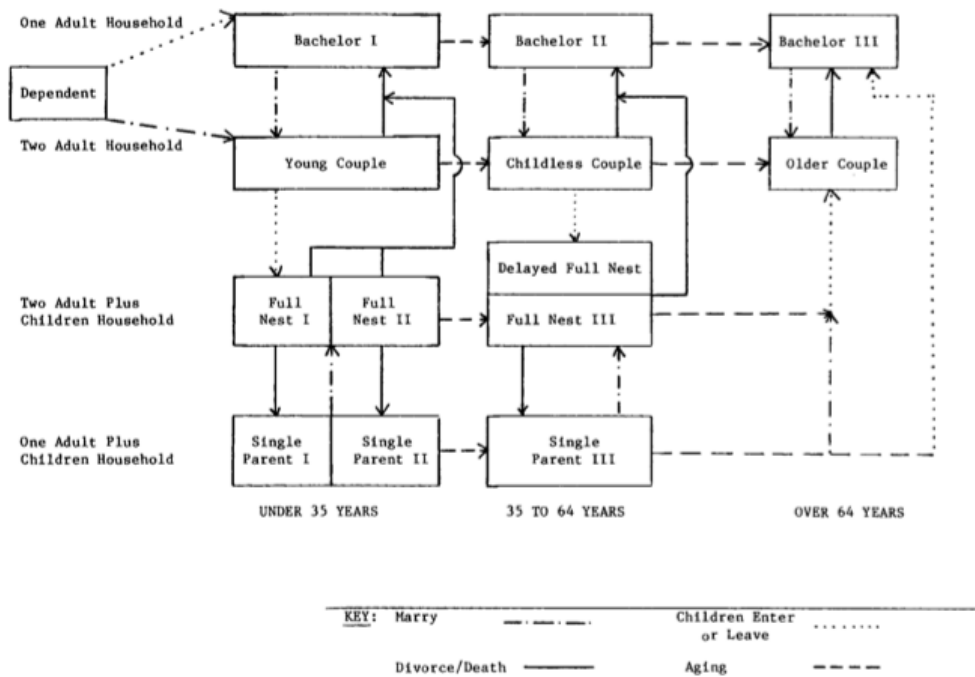 One Adult Household
Bachelor I
Bachelor II
Bachelor III
Dependent
Two Adult Household
Young Couple
Childless Couple
Older Couple
Delayed Full Nest
Two Adult Plus
Children Household
Full
Nest I
Full
Nest II
Full Nest III
One Adult Plus
Children Household
Single
Parent I
Single
Parent II
Single
Parent III
UNDER 35 YEARS
35 TO 64 YEARS
OVER 64 YEARS
KEY: Marry
Children Enter
or Leave
Divorce/Death
Aging